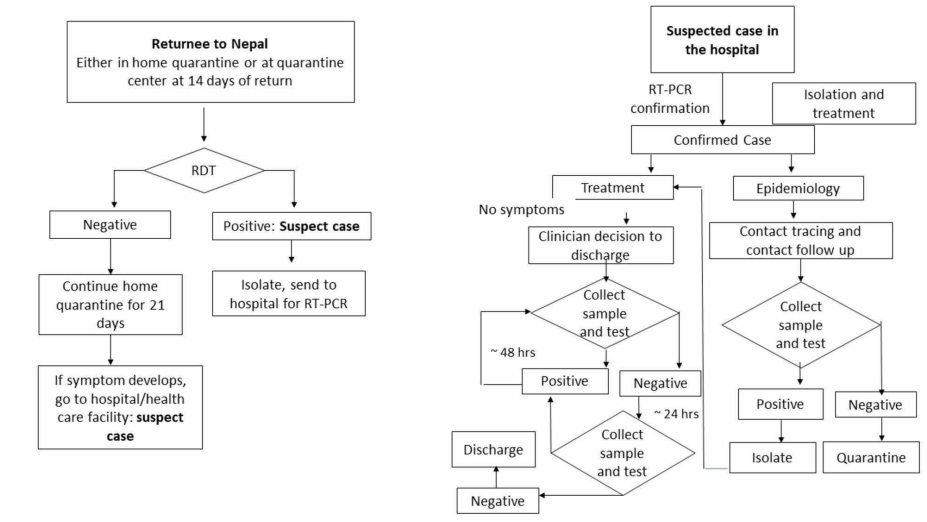 Returnee to Nepal
Either in home quarantine or at quarantine
center at 14 days of return
RDT
Negative
Positive: Suspect case
Continue home
quarantine for 21
days
Isolate, send to
hospital for RT-PCR
If symptom develops,
go to hospital/health
care facility: suspect
case
Suspected case in
the hospital
RT-PCR
confirmation
Isolation and
treatment
Confirmed Case
Treatment
Epidemiology
No symptoms
Clinician decision to
discharge
Contact tracing and
contact follow up
Collect
sample
and test
Collect
sample
and test
~ 48 hrs
Positive
Negative
~ 24 hrs
Positive
Negative
Collect
sample
and test
Discharge
Isolate
Quarantine
Negative